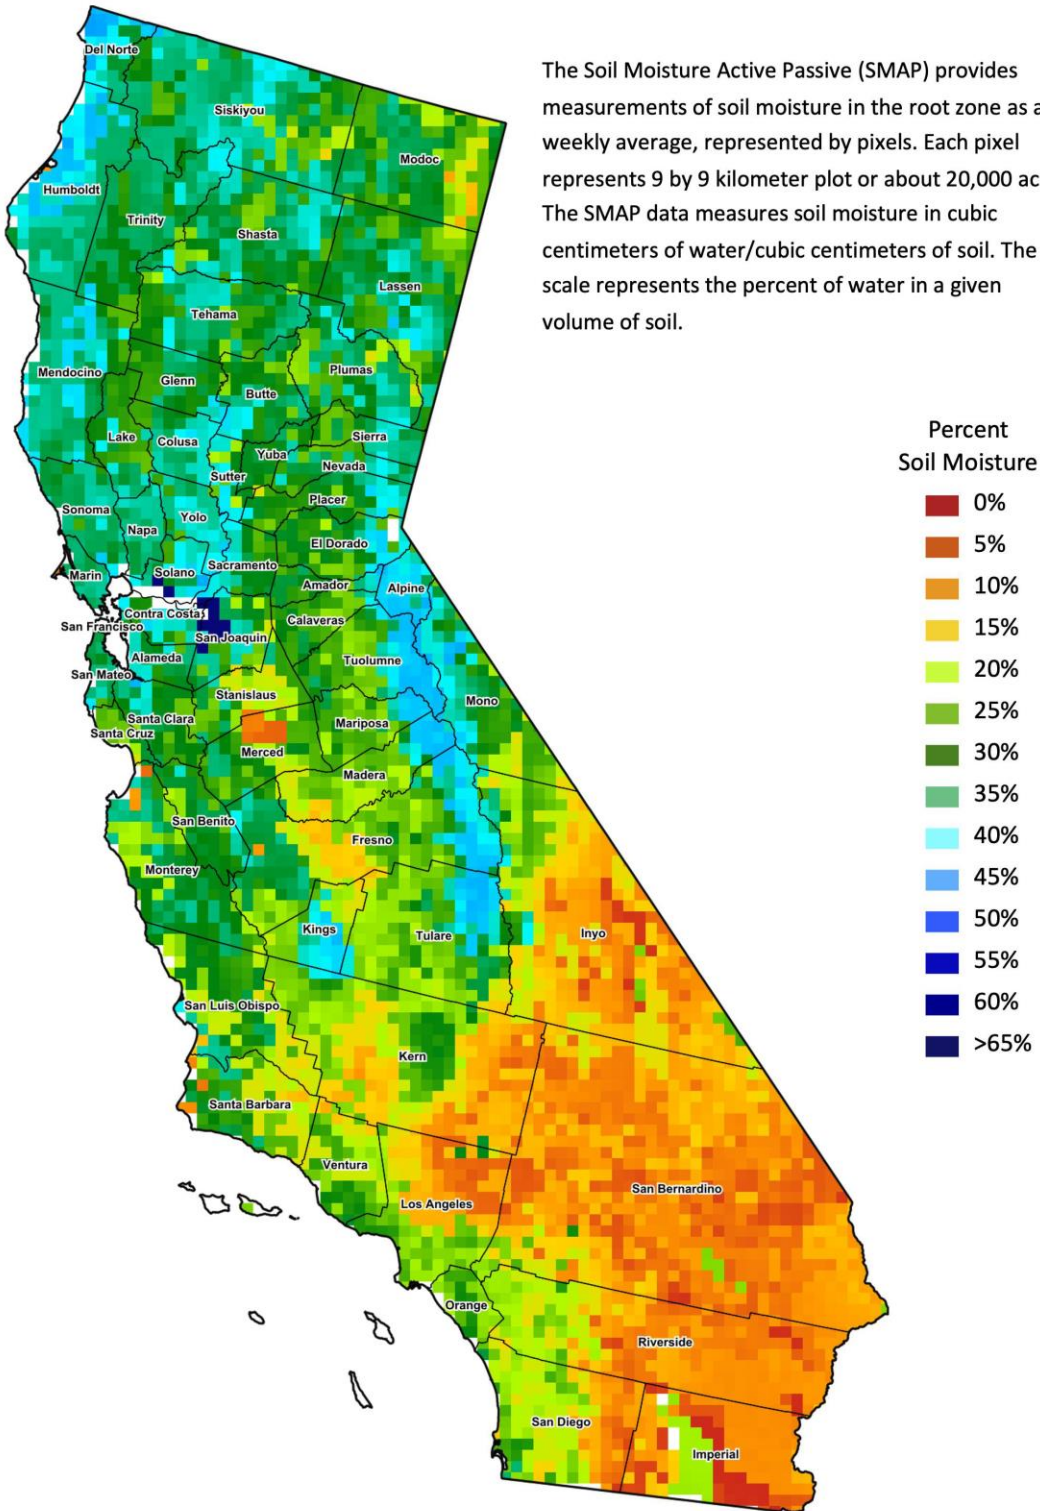 The Soil Moisture Active Passive (SMAP) provides
measurements of soil moisture in the root zone as a
weekly average, represented by pixels. Each pixel
represents 9 by 9 kilometer plot or about 20,000 ac
The SMAP data measures soil moisture in cubic
centimeters of water/cubic centimeters of soil. The
scale represents the percent of water in a given
volume of soil.
Percent
Soil Moisture
0%
5%
10%
15%
20%
25%
30%
35%
40%
45%
50%
55%
60%
>65%
Del Norte
Siskiyou
Modoc
Humboldt
Trinity
Shasta
Lassen
Tehama
Mendocino
Glenn
Butte
Plumas
Lake
Colusa
Yuba
Sierra
Sutter
Nevada
Placer
Sonoma
Napa
Yolo
El Dorado
Marin
Solano
Sacramento
Amador
Alpine
Contra Costa
San Francisco
San Joaquin
Calaveras
Alameda
Tuolumne
San Mateo
Stanislaus
Mono
Santa Clara
Santa Cruz
Mariposa
Merced
Madera
San Benito
Fresno
Monterey
Kings
Tulare
Inyo
San Luis Obispo
Kern
Santa Barbara
Ventura
Los Angeles
San Bernardino
Orange
Riverside
San Diego
Imperial